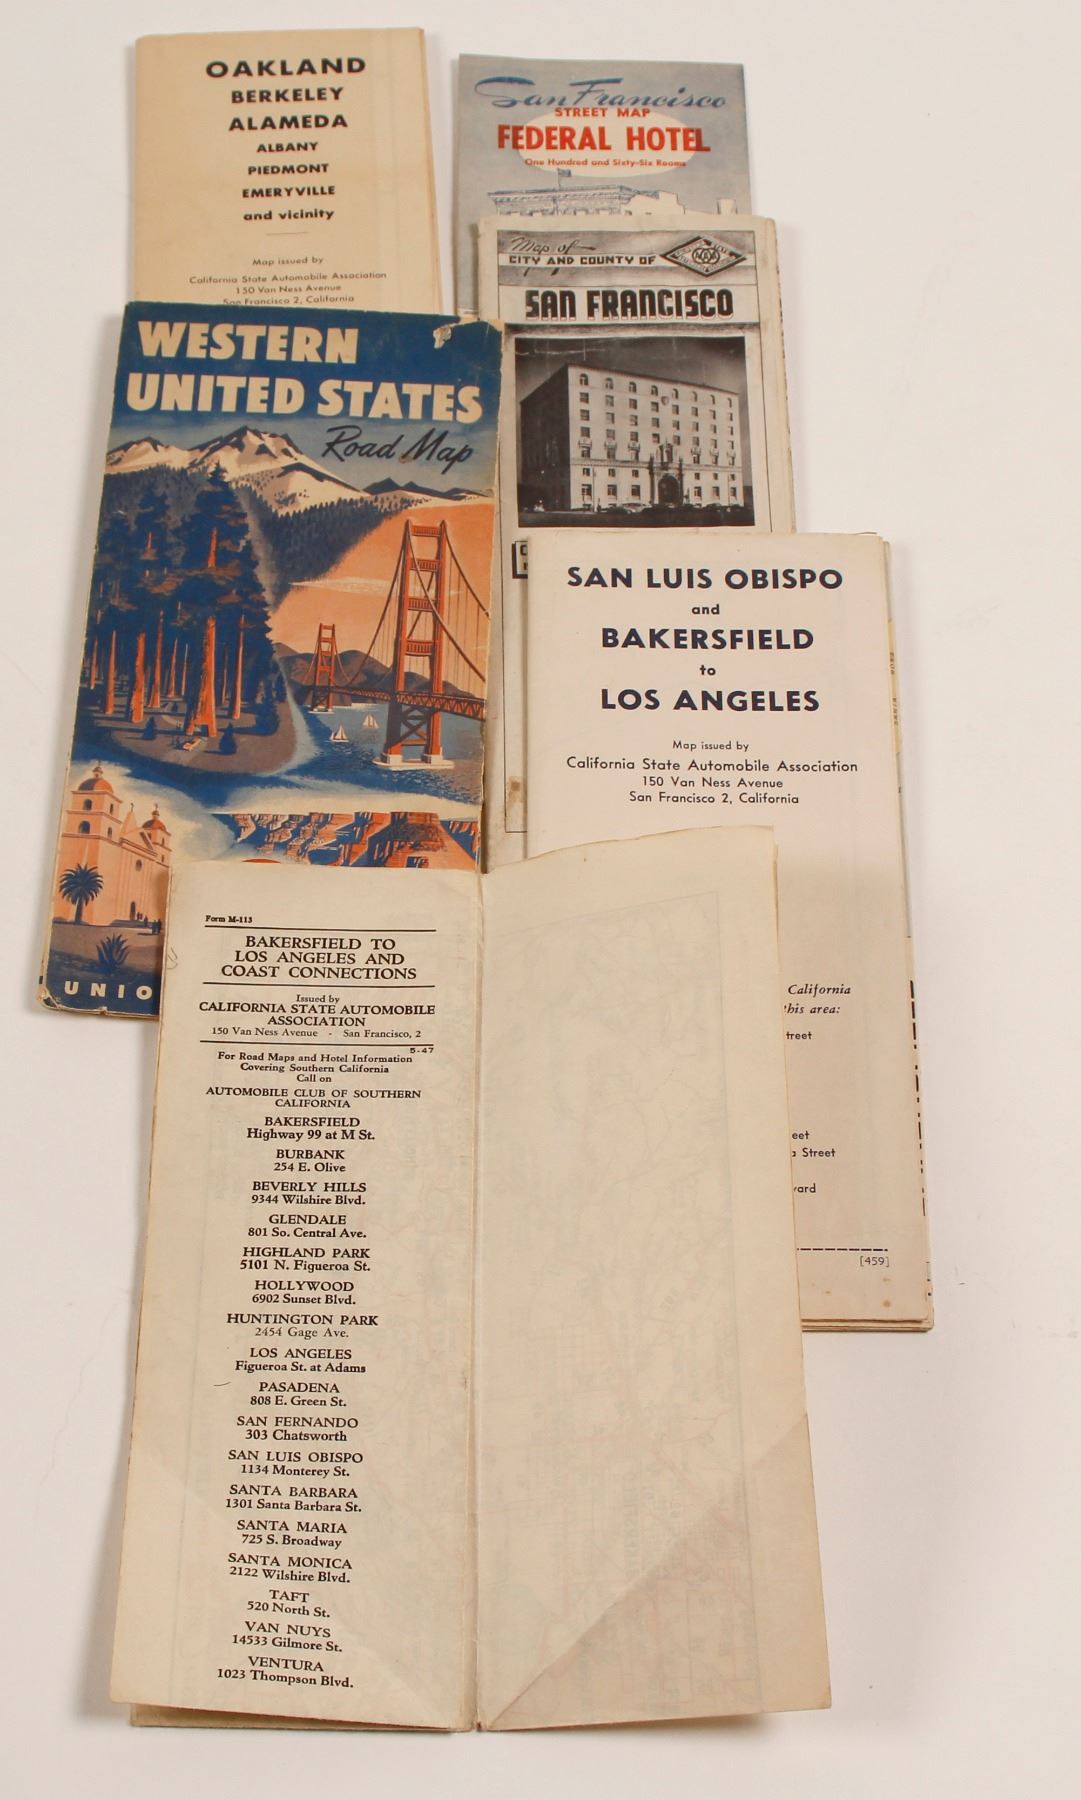 OAKLAND
BERKELEY
ALAMEDA
ALBANY
PIEDMONT
EMERYVILLE
and vicinity
Map issued by
California State Automobile Association
150 Van Ness Avenue
San Francisco 2, California
San Francisco
STREET MAP
FEDERAL HOTEL
One Hundred and Sixty-Six Rooms
Map of
CITY AND COUNTY OF
SAN FRANCISCO
WESTERN
UNITED STATES
Road Map
UNIO
SAN LUIS OBISPO
and
BAKERSFIELD
to
LOS ANGELES
Map issued by
California State Automobile Association
150 Van Ness Avenue
San Francisco 2, California
California
this area:
treet
eet
a Street
vard
[459]
Form M-113
BAKERSFIELD TO
LOS ANGELES AND
COAST CONNECTIONS
Issued by
CALIFORNIA STATE AUTOMOBILE
ASSOCIATION
150 Van Ness Avenue - San Francisco, 2
5-47
For Road Maps and Hotel Information
Covering Southern California
Call on
AUTOMOBILE CLUB OF SOUTHERN
CALIFORNIA
BAKERSFIELD
Highway 99 at M St.
BURBANK
254 E. Olive
BEVERLY HILLS
9344 Wilshire Blvd.
GLENDALE
801 So. Central Ave.
HIGHLAND PARK
5101 N. Figueroa St.
HOLLYWOOD
6902 Sunset Blvd.
HUNTINGTON PARK
2454 Gage Ave.
LOS ANGELES
Figueroa St. at Adams
PASADENA
808 E. Green St.
SAN FERNANDO
303 Chatsworth
SAN LUIS OBISPO
1134 Monterey St.
SANTA BARBARA
1301 Santa Barbara St.
SANTA MARIA
725 S. Broadway
SANTA MONICA
2122 Wilshire Blvd.
TAFT
520 North St.
VAN NUYS
14533 Gilmore St.
VENTURA
1023 Thompson Blvd.